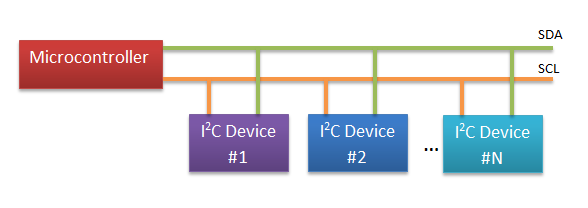 SDA
Microcontroller
SCL
I²C Device
#1
I²C Device
#2
...
I²C Device
#N